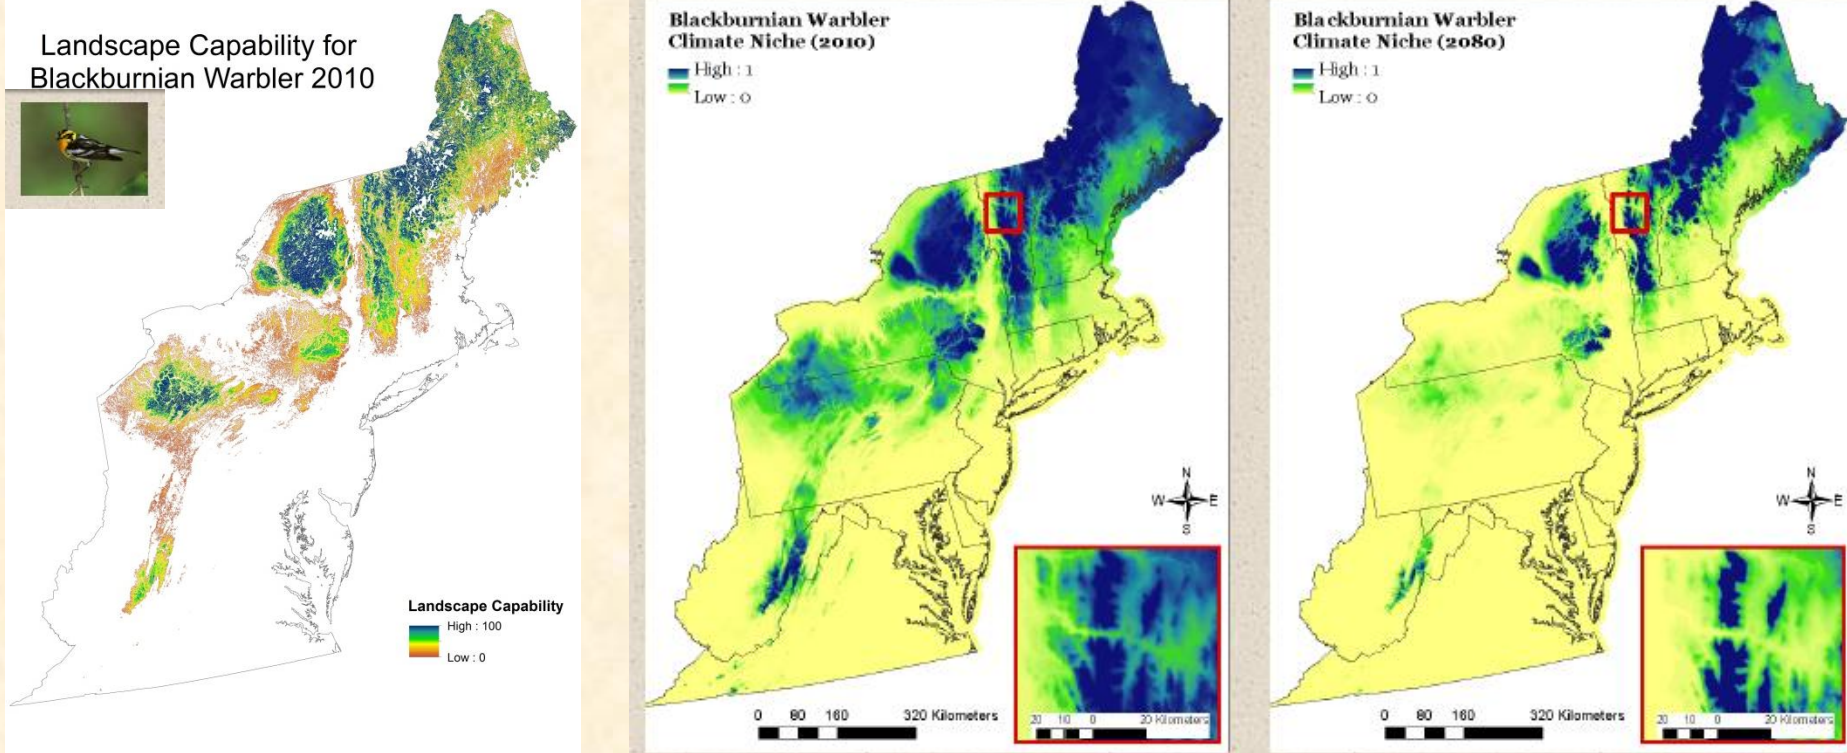 Landscape Capability for
Blackburnian Warbler 2010
Landscape Capability
High : 100
Low : 0
Blackburnian Warbler
Climate Niche (2010)
High : 1
Low : 0
N
W E
S
0 80 160 320 Kilometers
20 10 0 20 Kilometers
Blackburnian Warbler
Climate Niche (2080)
High : 1
Low : 0
N
W E
S
0 80 160 320 Kilometers
20 10 0 20 Kilometers